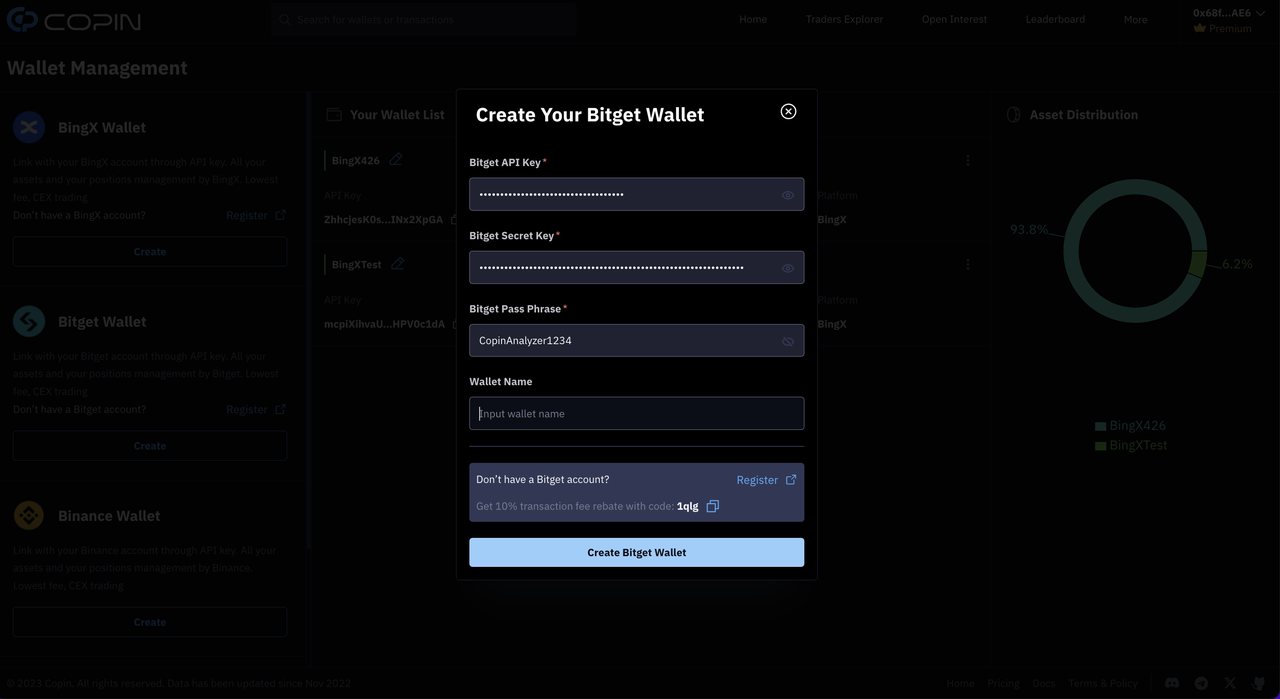 COPIN
Search for wallets or transactions
Home
Traders Explorer
Open Interest
Leaderboard
More
0x68f...AE6
Premium
Wallet Management
BingX Wallet
Link with your BingX account through API key. All your
assets and your positions management by BingX. Lowest
fee, CEX trading
Don't have a BingX account?
Register
Create
Bitget Wallet
Link with your Bitget account through API key. All your
assets and your positions management by Bitget. Lowest
fee, CEX trading
Don't have a Bitget account?
Register
Create
Binance Wallet
Link with your Binance account through API key. All your
assets and your positions management by Binance.
Lowest fee, CEX trading
Create
Your Wallet List
BingX426
API Key
ZhhcjesK0s...INx2XpGA
Platform
BingX
BingXTest
API Key
mcpiXihvaU...HPV0c1dA
Platform
BingX
Create Your Bitget Wallet
Bitget API Key*
Bitget Secret Key*
Bitget Pass Phrase*
CopinAnalyzer1234
Wallet Name
Input wallet name
Don't have a Bitget account?
Register
Get 10% transaction fee rebate with code: 1qlg
Create Bitget Wallet
Asset Distribution
93.8%
6.2%
BingX426
BingXTest
© 2023 Copin. All rights reserved. Data has been updated since Nov 2022
Home
Pricing
Docs
Terms & Policy